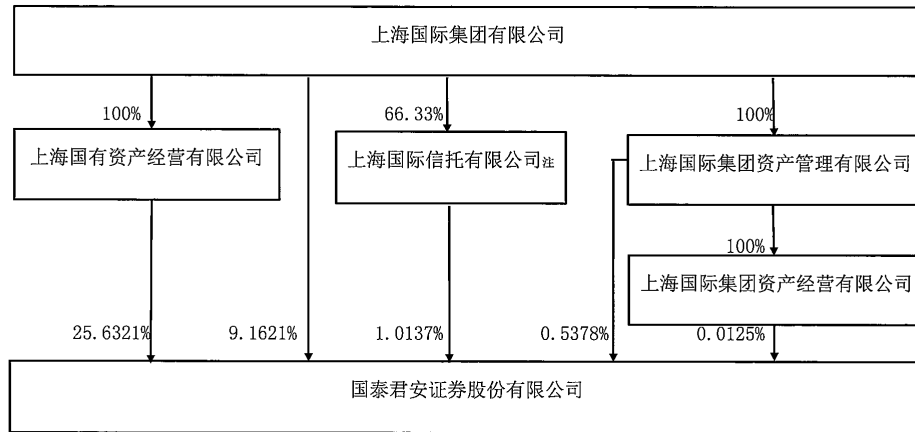 上海国际集团有限公司
100%
66.33%
100%
上海国有资产经营有限公司
上海国际信托有限公司注
上海国际集团资产管理有限公司
100%
上海国际集团资产经营有限公司
25.6321%
9.1621%
1.0137%
0.5378%
0.0125%
国泰君安证券股份有限公司